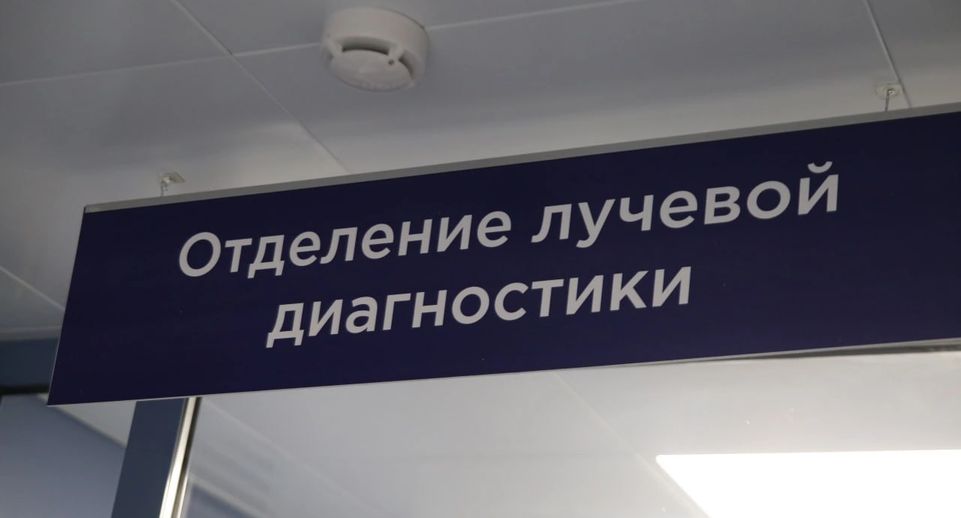 Отделение лучевой
диагностики